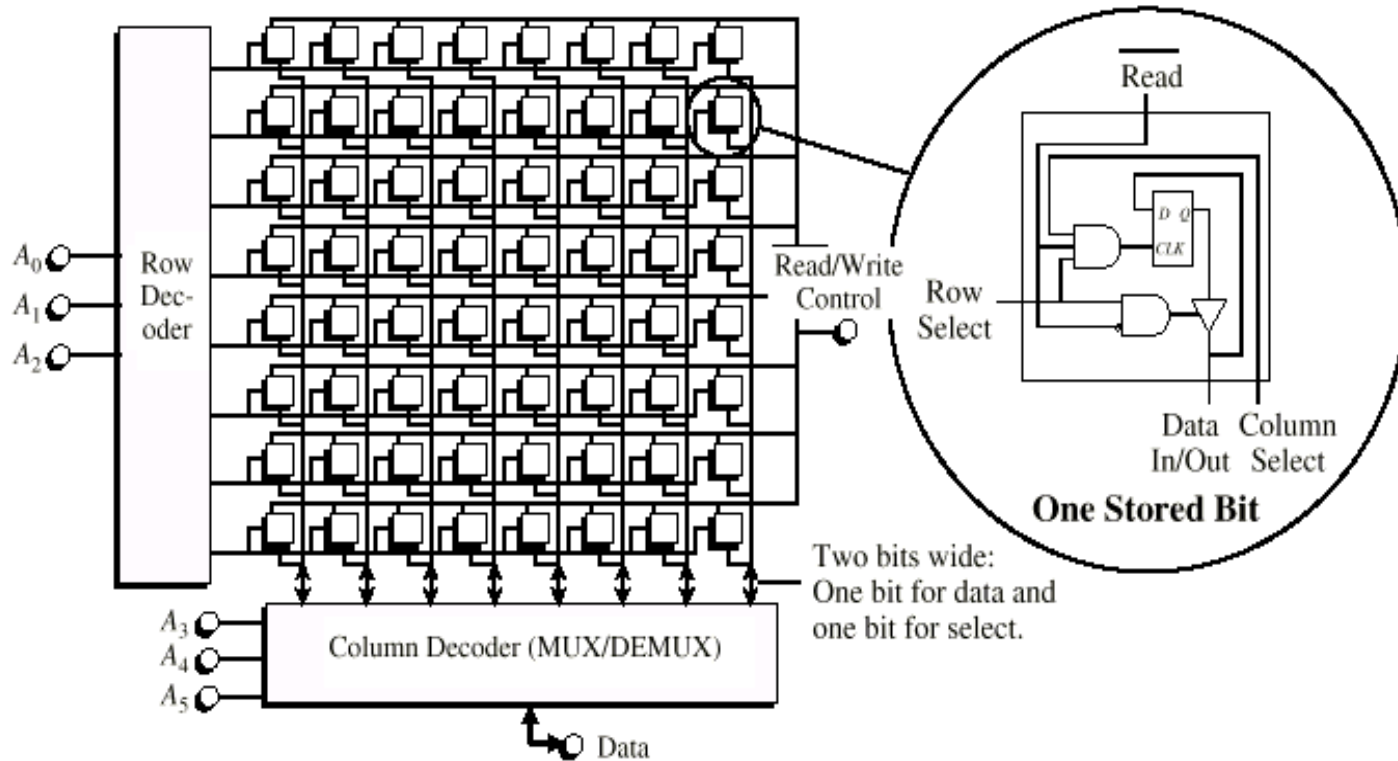 Read
D Q
CLK
Row
Select
Data
In/Out
Column
Select
One Stored Bit
A0
A1
A2
Row
Dec-
oder
Read/Write
Control
Two bits wide:
One bit for data and
one bit for select.
A3
A4
A5
Column Decoder (MUX/DEMUX)
Data